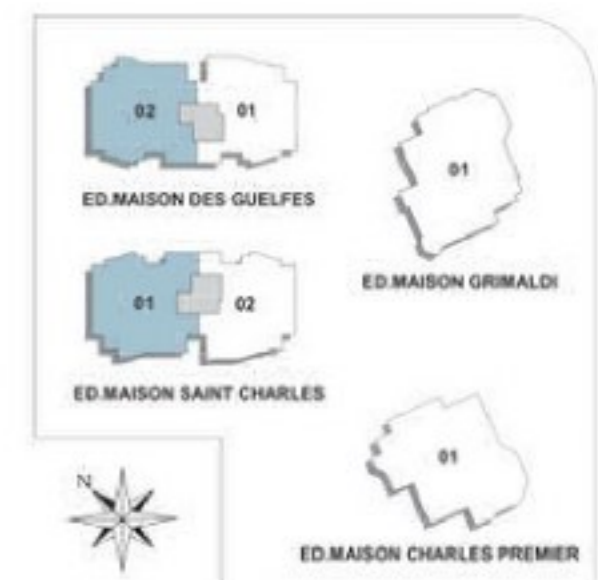 02 01
ED.MAISON DES GUELFES
01
ED.MAISON GRIMALDI
01 02
ED.MAISON SAINT CHARLES
01
ED.MAISON CHARLES PREMIER
N